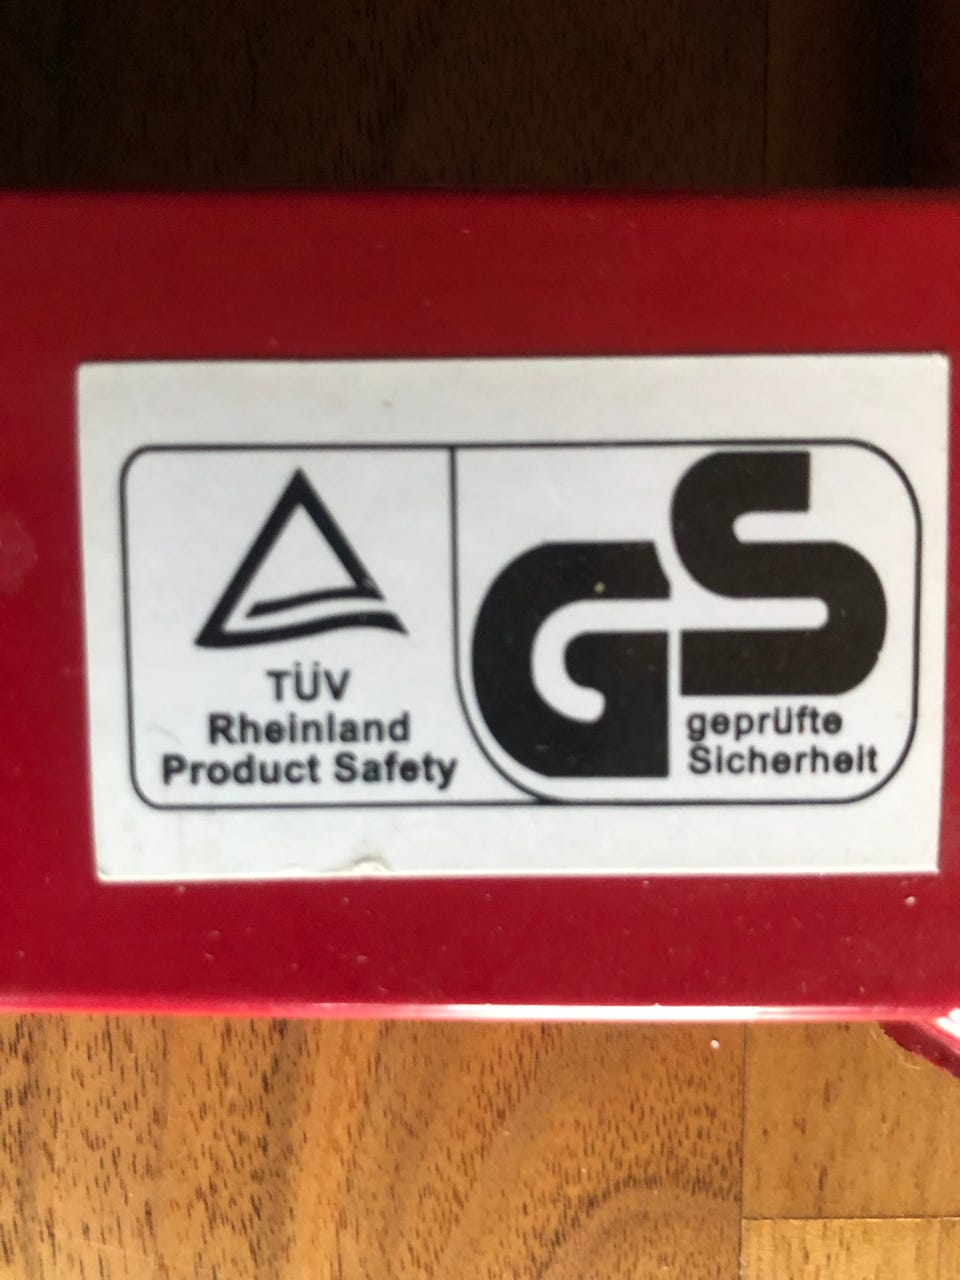 TÜV
Rheinland
Product Safety
GS
geprüfte
Sicherheit